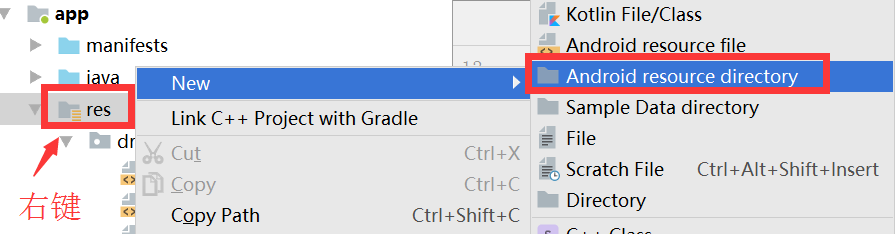 app
manifests
java
res
dr
右键
New
Link C++ Project with Gradle
Cut Ctrl+X
Copy Ctrl+C
Copy Path Ctrl+Shift+C
Kotlin File/Class
Android resource file
Android resource directory
Sample Data directory
File
Scratch File Ctrl+Alt+Shift+Insert
Directory
C++ Class